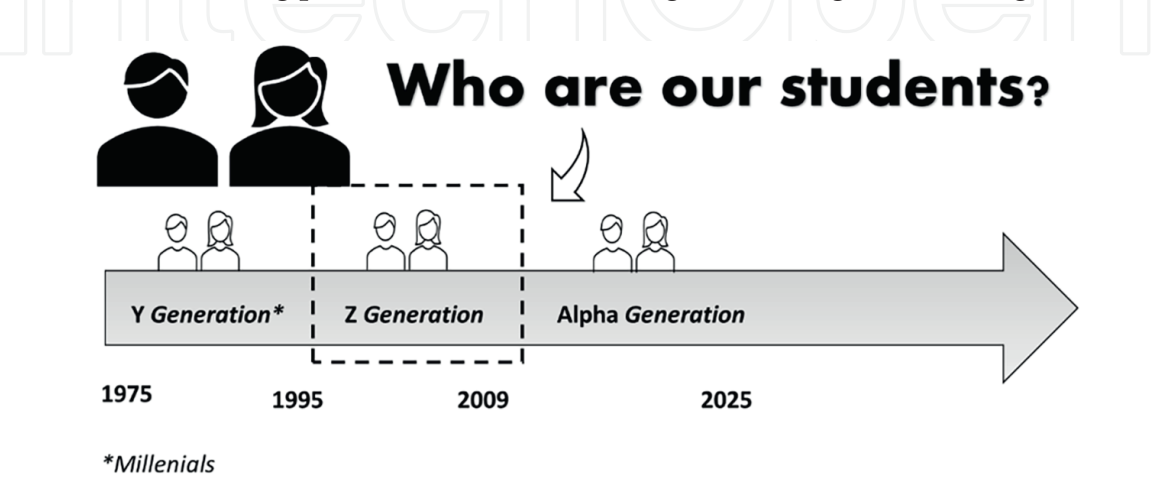 Who are our students?
Y Generation* Z Generation Alpha Generation
1975 1995 2009 2025
*Millenials